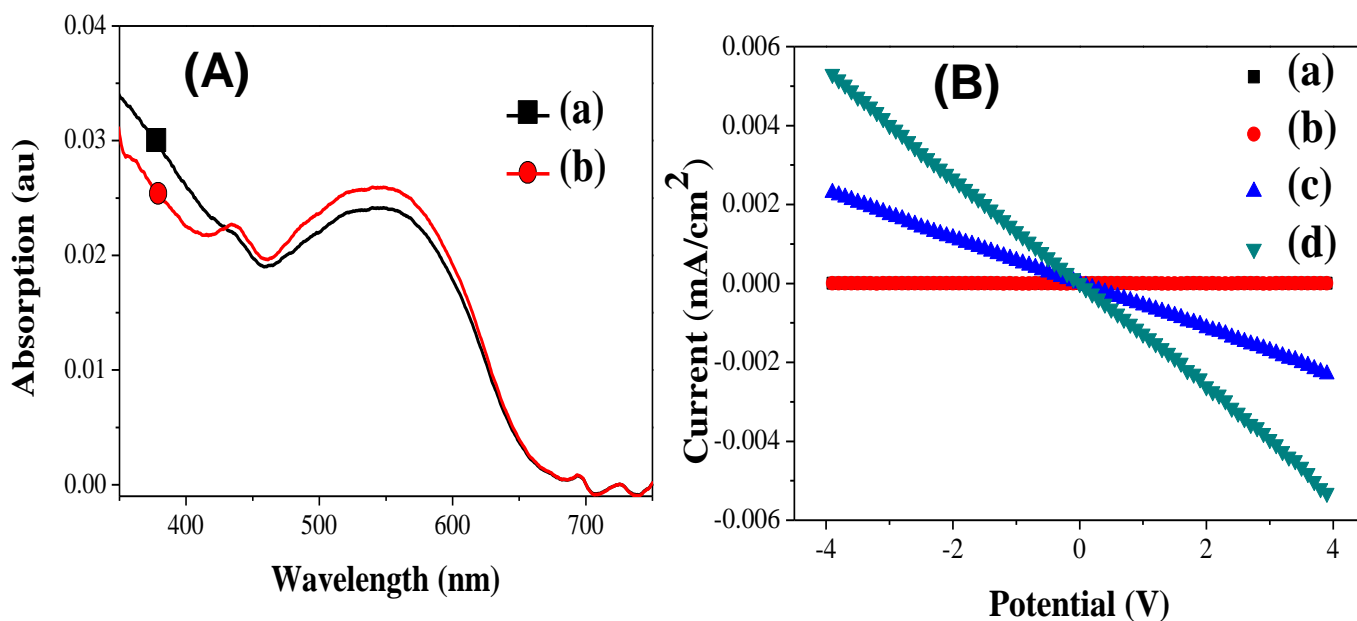 (A)
(a)
(b)
0.04
0.03
0.02
0.01
0.00
Absorption (au)
400
500
600
700
Wavelength (nm)
(B)
(a)
(b)
(c)
(d)
0.006
0.004
0.002
0.000
-0.002
-0.004
-0.006
Current (mA/cm²)
-4
-2
0
2
4
Potential (V)